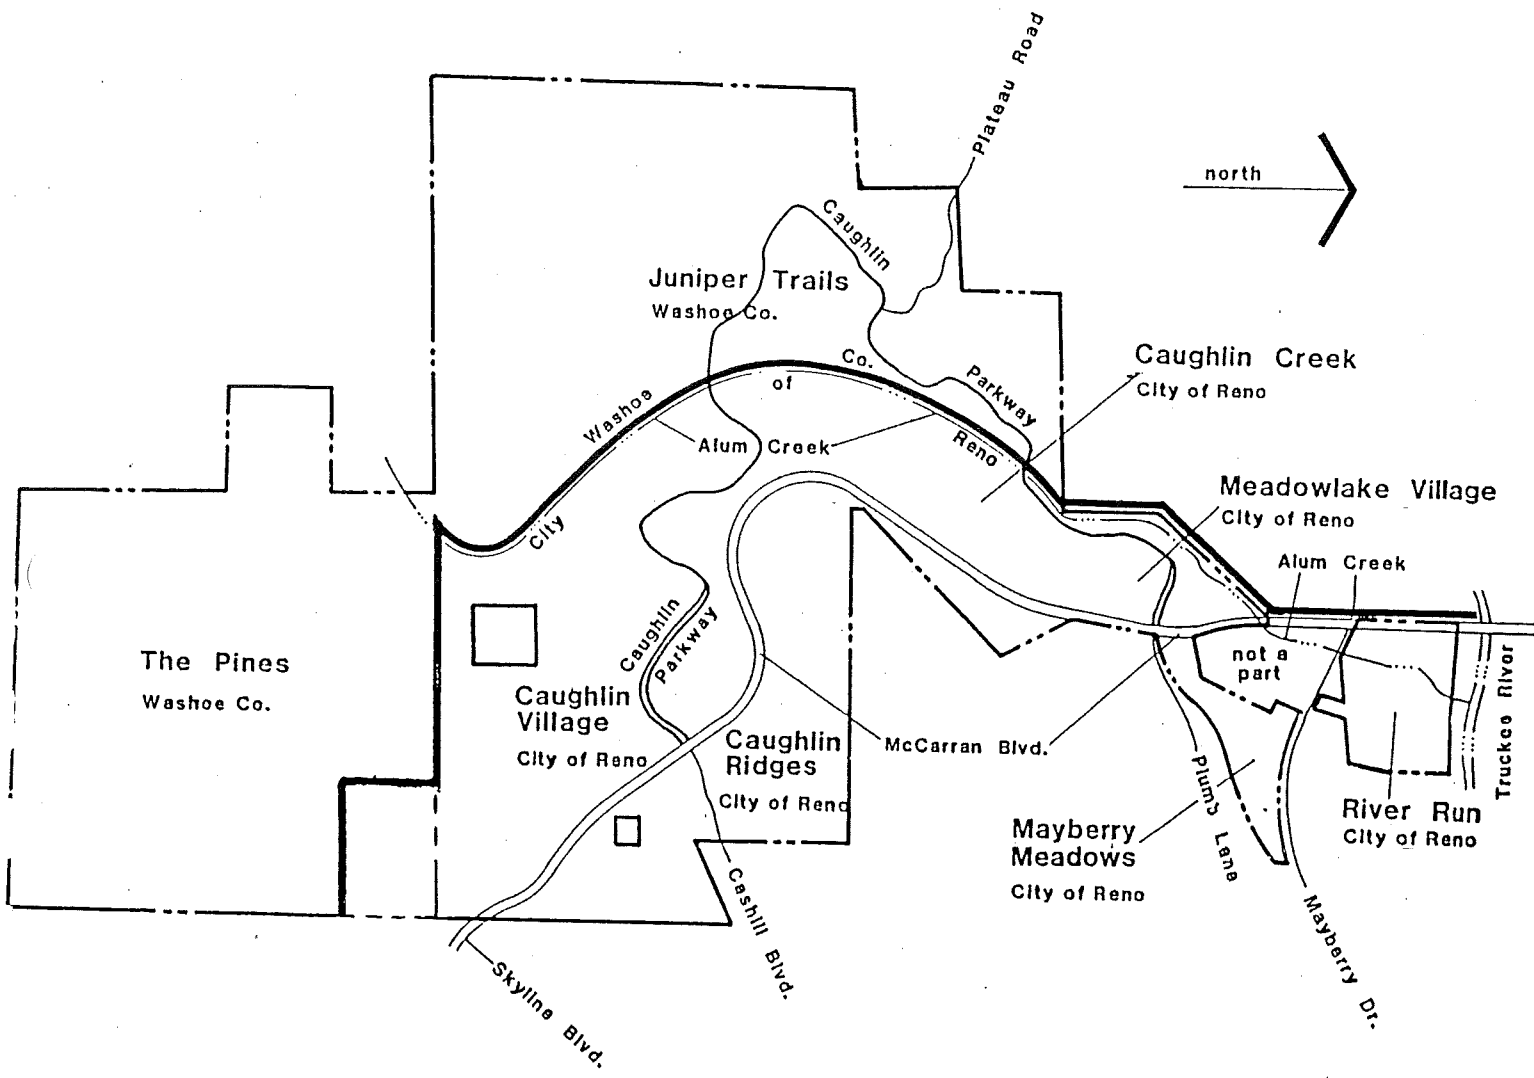 Plateau Road
north
Caughlin
Juniper Trails
Washoe Co.
Co.
Washoe
of
Parkway
Caughlin Creek
City of Reno
Alum Creek
Reno
City
Meadowlake Village
City of Reno
Alum Creek
Caughlin
Parkway
The Pines
Washoe Co.
not a
part
Truckee River
Caughlin
Village
City of Reno
Caughlin
Ridges
City of Reno
McCarran Blvd.
Plumb Lane
River Run
City of Reno
Mayberry
Meadows
City of Reno
Cashill Blvd.
Mayberry Dr.
Skyline Blvd.